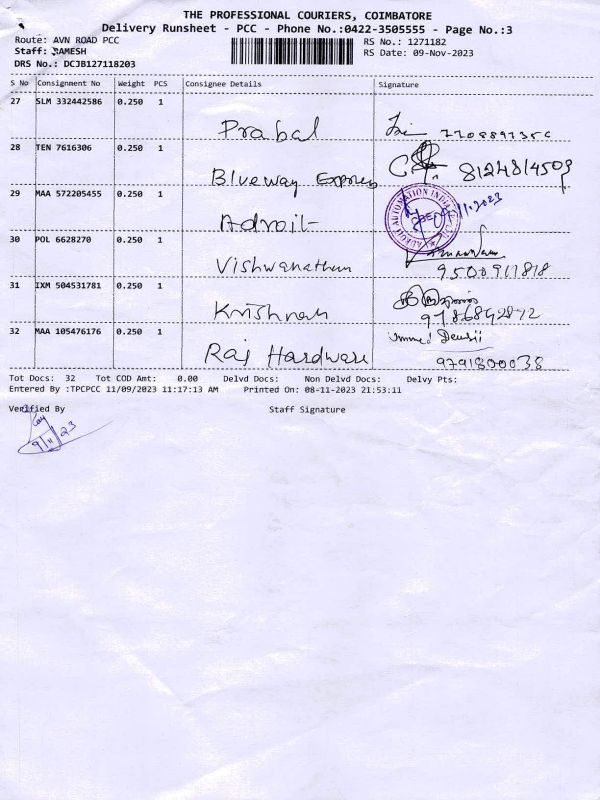 THE PROFESSIONAL COURIERS, COIMBATORE
Delivery Runsheet - PCC - Phone No.:0422-3505555 - Page No.:3
Route: AVN ROAD PCC RS No.: 1271182
Staff: RAMESH RS Date: 09-Nov-2023
DRS No.: DCJB127118203
S No Consignment No Weight PCS Consignee Details Signature
27 SLM 332442586 0.250 1
Prabal
28 TEN 7616306 0.250 1
Blueway Express 8124814509
29 MAA 572205455 0.250 1
Adroit
30 POL 6628270 0.250 1
Vishwanathan 9500911818
31 IXM 504531781 0.250 1
Krishnan 9786842872
32 MAA 105476176 0.250 1
Raj Hardware 9791800038
Tot Docs: 32 Tot COD Amt: 0.00 Delvd Docs: Non Delvd Docs: Delvy Pts:
Entered By :TPCPCC 11/09/2023 11:17:13 AM Printed On: 08-11-2023 21:53:11
Verified By Staff Signature
9/11/23